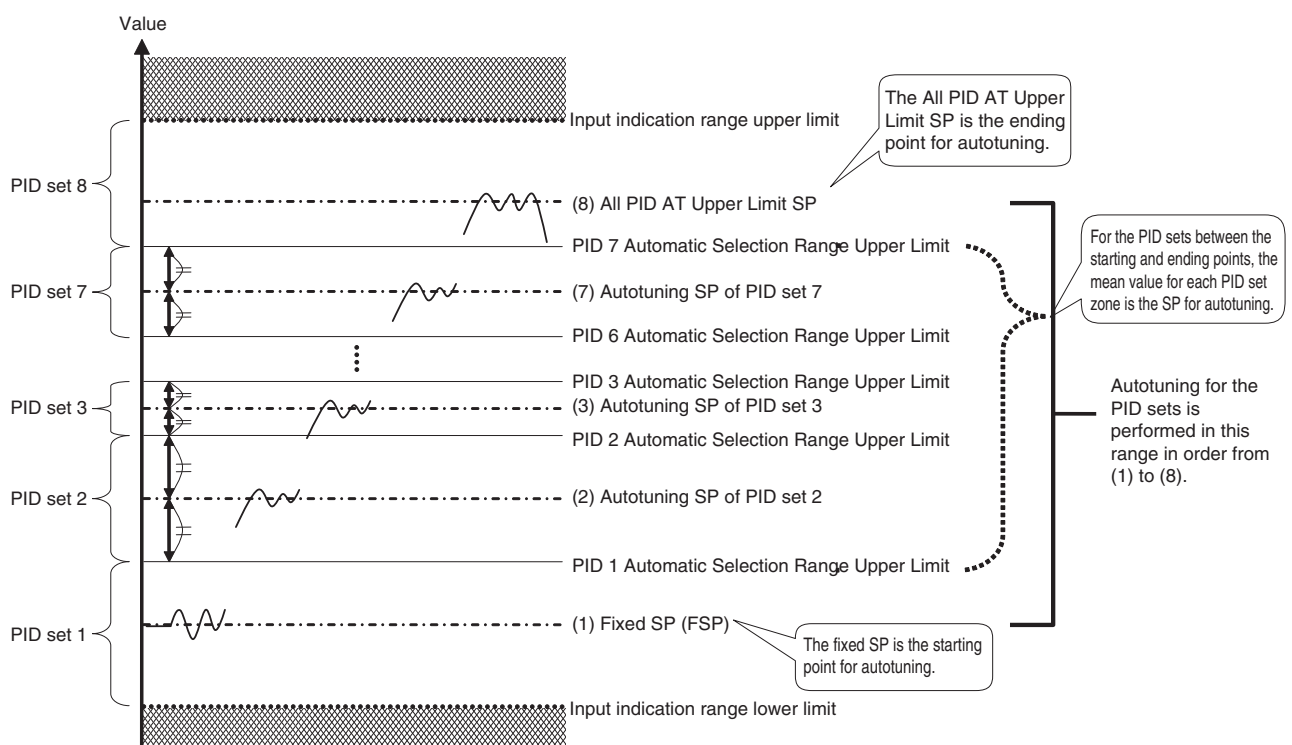 Value
Input indication range upper limit
The All PID AT Upper
Limit SP is the ending
point for autotuning.
PID set 8
(8) All PID AT Upper Limit SP
PID 7 Automatic Selection Range Upper Limit
For the PID sets between the
starting and ending points, the
mean value for each PID set
zone is the SP for autotuning.
PID set 7
(7) Autotuning SP of PID set 7
PID 6 Automatic Selection Range Upper Limit
PID 3 Automatic Selection Range Upper Limit
PID set 3
(3) Autotuning SP of PID set 3
PID 2 Automatic Selection Range Upper Limit
Autotuning for the
PID sets is
performed in this
range in order from
(1) to (8).
PID set 2
(2) Autotuning SP of PID set 2
PID 1 Automatic Selection Range Upper Limit
PID set 1
(1) Fixed SP (FSP)
The fixed SP is the starting
point for autotuning.
Input indication range lower limit